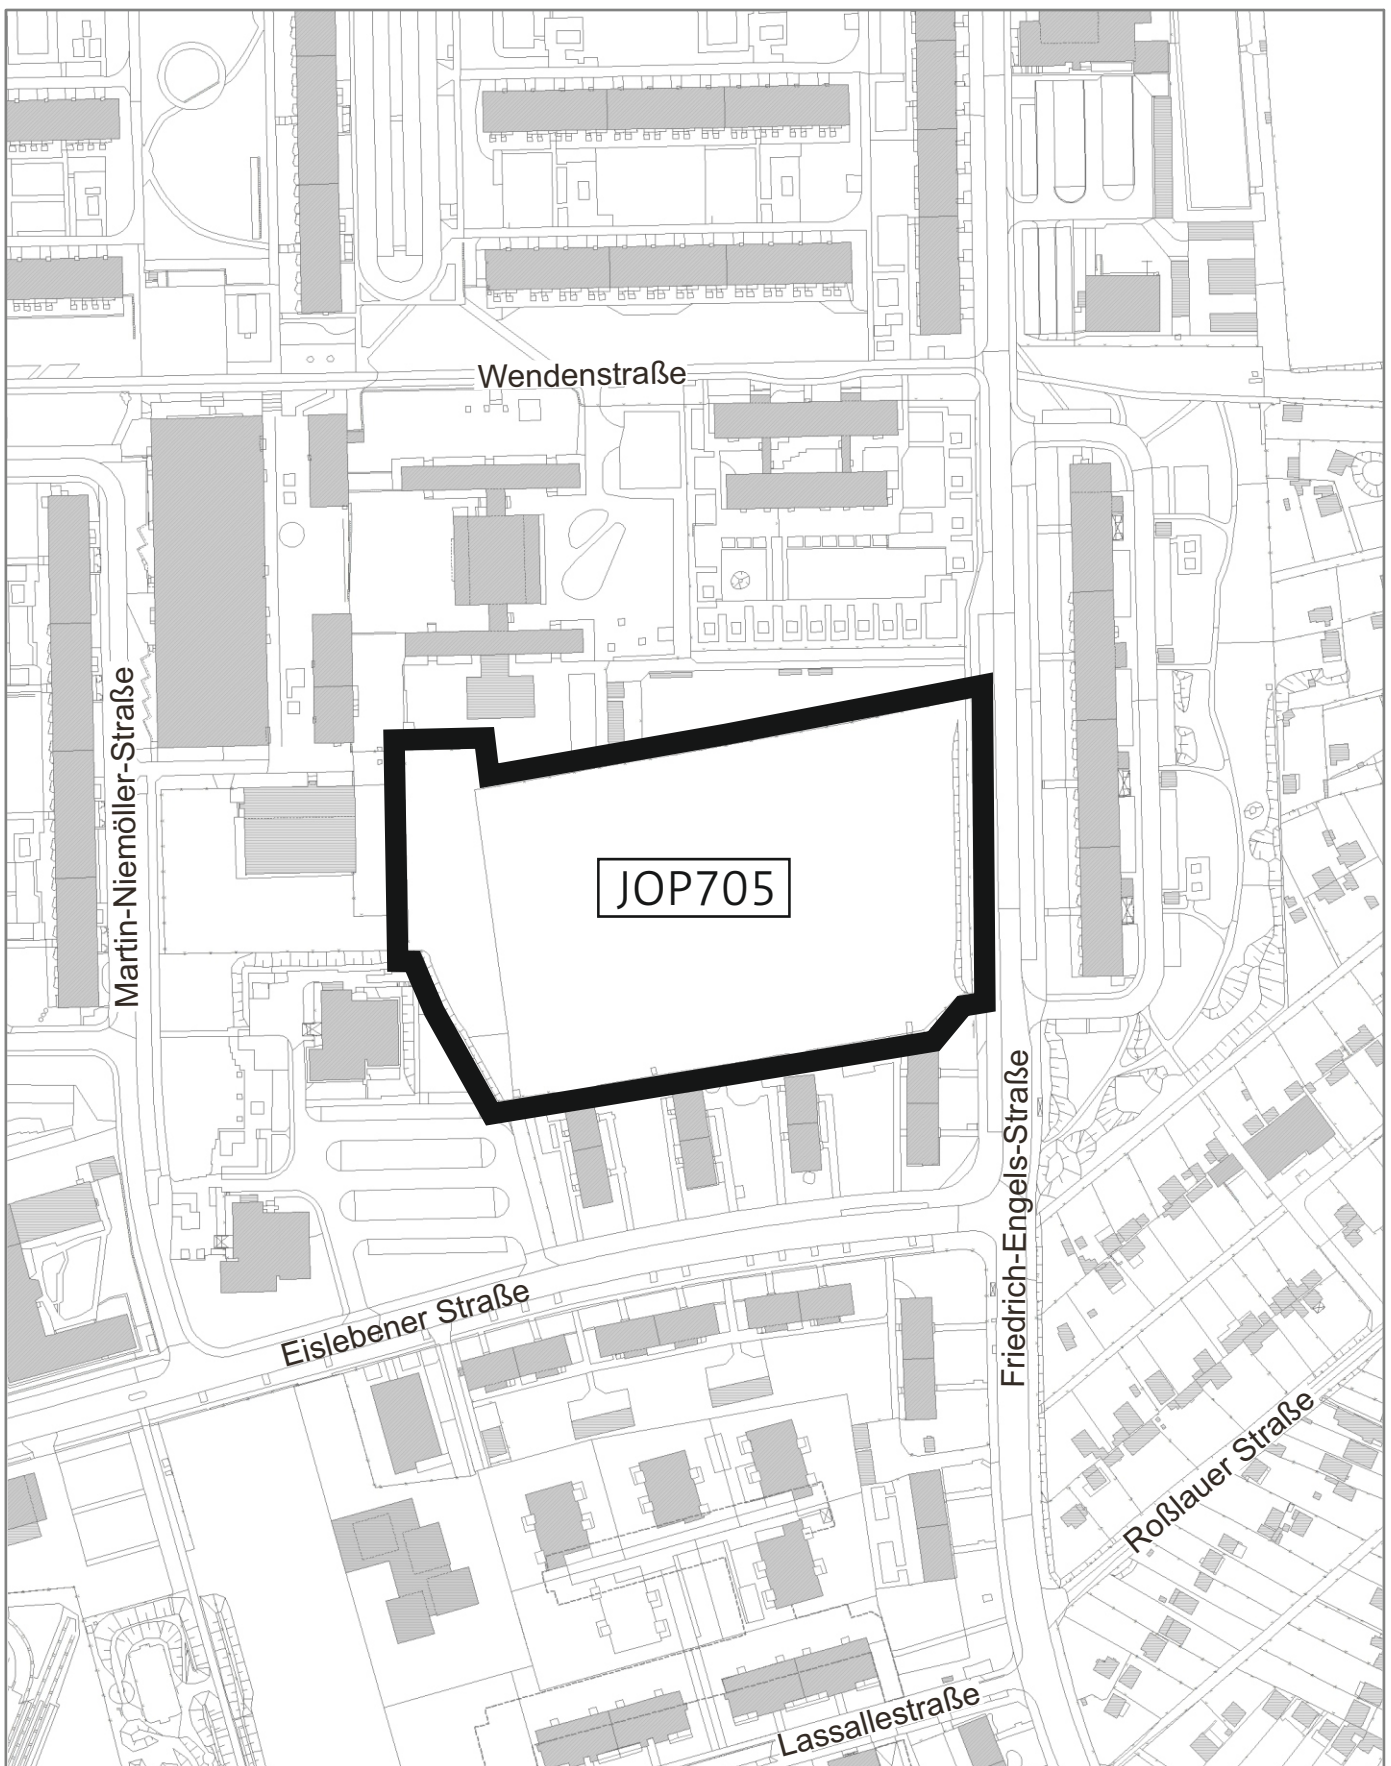 Wendenstraße
Martin-Niemöller-Straße
JOP705
Friedrich-Engels-Straße
Eislebener Straße
Roßlauer Straße
Lassallestraße